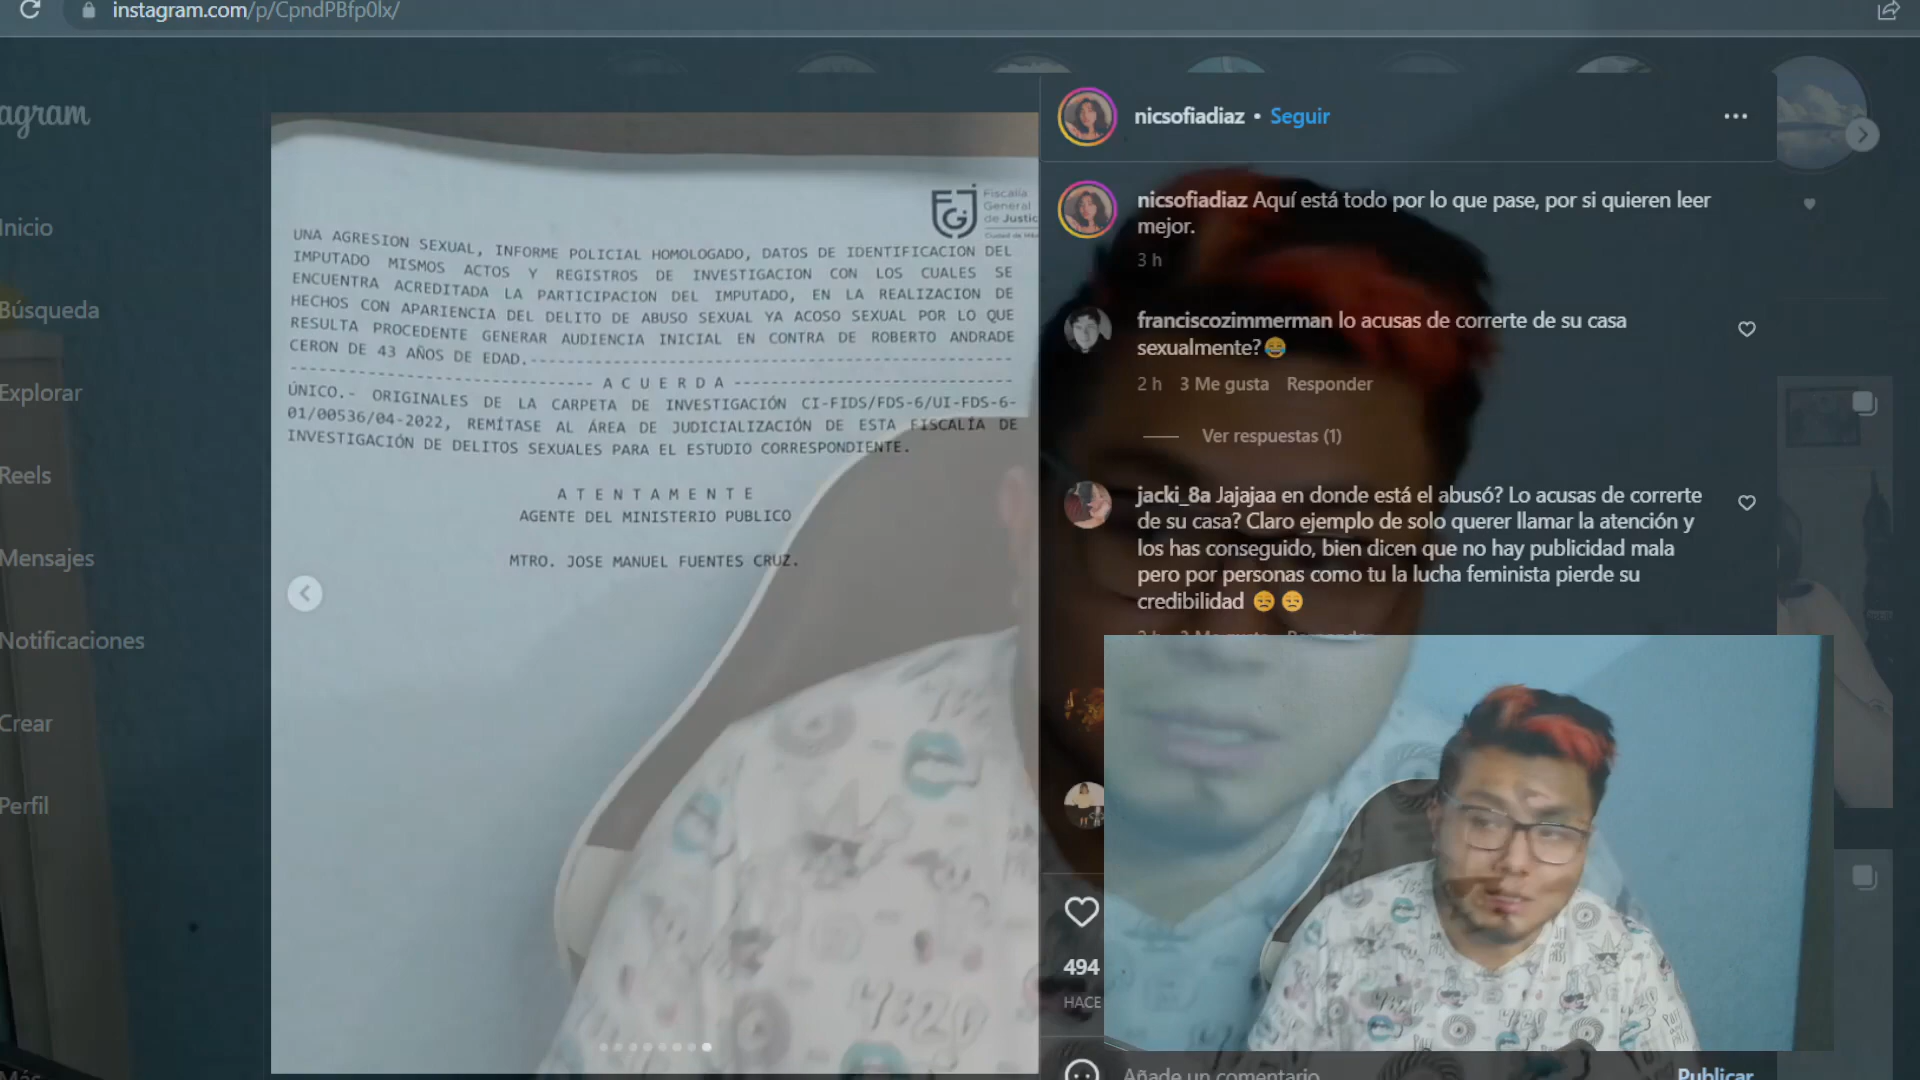 instagram.com/p/CpndPBfp0lx/
agram
Inicio
Búsqueda
Explorar
Reels
Mensajes
Notificaciones
Crear
Perfil
Más
Fiscalía
General
de Justic
UNA AGRESION SEXUAL, INFORME POLICIAL HOMOLOGADO, DATOS DE IDENTIFICACION DEL
IMPUTADO MISMOS ACTOS Y REGISTROS DE INVESTIGACION CON LOS CUALES SE
ENCUENTRA ACREDITADA LA PARTICIPACION DEL IMPUTADO, EN LA REALIZACION DE
HECHOS CON APARIENCIA DEL DELITO DE ABUSO SEXUAL YA ACOSO SEXUAL POR LO QUE
RESULTA PROCEDENTE GENERAR AUDIENCIA INICIAL EN CONTRA DE ROBERTO ANDRADE
CERON DE 43 AÑOS DE EDAD.
A C U E R D A
ÚNICO.- ORIGINALES DE LA CARPETA DE INVESTIGACIÓN CI-FIDS/FDS-6/UI-FDS-6-
01/00536/04-2022, REMÍTASE AL ÁREA DE JUDICIALIZACIÓN DE ESTA FISCALÍA DE
INVESTIGACIÓN DE DELITOS SEXUALES PARA EL ESTUDIO CORRESPONDIENTE.
A T E N T A M E N T E
AGENTE DEL MINISTERIO PUBLICO
MTRO. JOSE MANUEL FUENTES CRUZ.
nicsofiadiaz • Seguir
nicsofiadiaz Aquí está todo por lo que pase, por si quieren leer
mejor.
3 h
franciscozimmerman lo acusas de correrte de su casa
sexualmente?😂
2 h 3 Me gusta Responder
Ver respuestas (1)
jacki_8a Jajajaa en donde está el abusó? Lo acusas de correrte
de su casa? Claro ejemplo de solo querer llamar la atención y
los has conseguido, bien dicen que no hay publicidad mala
pero por personas como tu la lucha feminista pierde su
credibilidad 😒 😒
494
HACE
Añade un comentario
Publicar